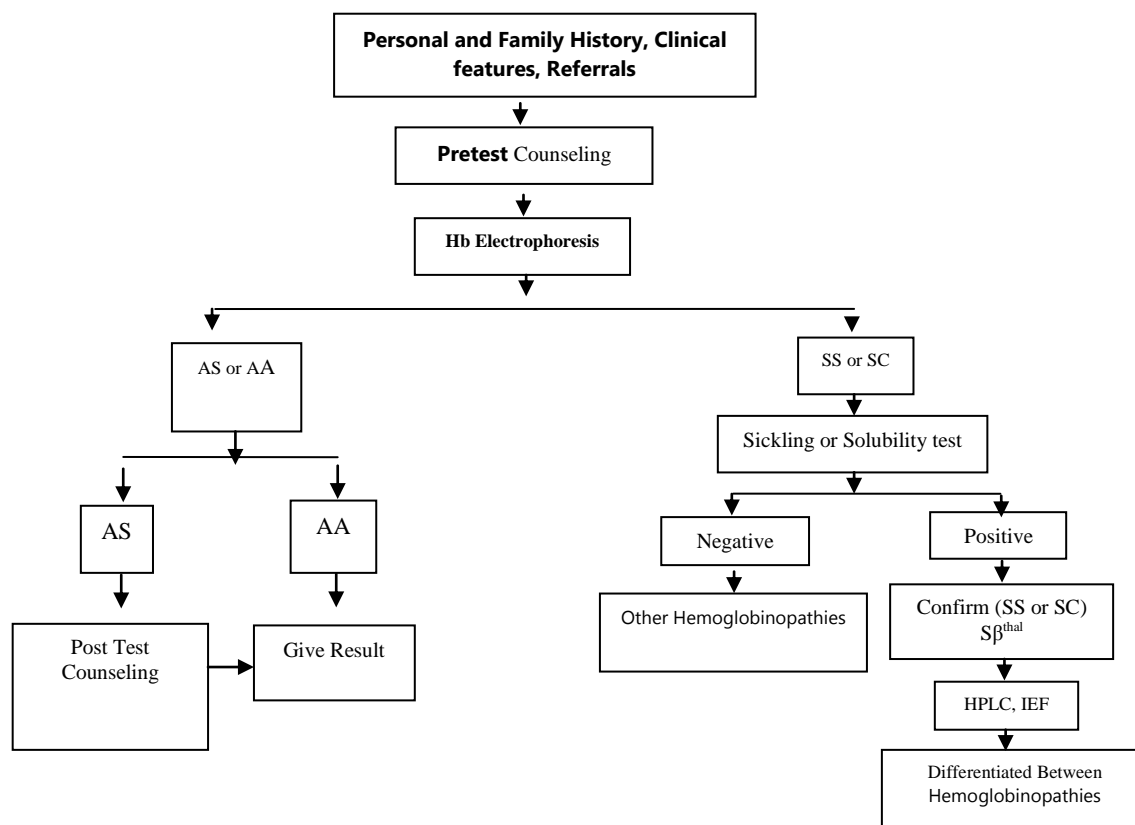 Personal and Family History, Clinical
features, Referrals
Pretest Counseling
Hb Electrophoresis
AS or AA
SS or SC
Sickling or Solubility test
AS
AA
Negative
Positive
Post Test
Counseling
Give Result
Other Hemoglobinopathies
Confirm (SS or SC)
Sβthal
HPLC, IEF
Differentiated Between
Hemoglobinopathies